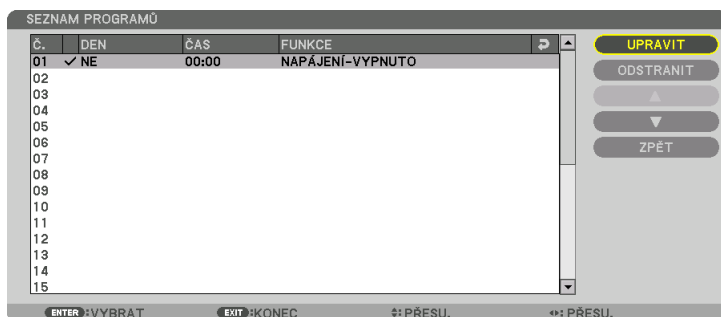 SEZNAM PROGRAMŮ
Č. DEN ČAS FUNKCE
01 ✓ NE 00:00 NAPÁJENÍ-VYPNUTO
02
03
04
05
06
07
08
09
10
11
12
13
14
15
UPRAVIT
ODSTRANIT
▲
▼
ZPĚT
ENTER :VYBRAT EXIT :KONEC :PŘESU. :PŘESU.